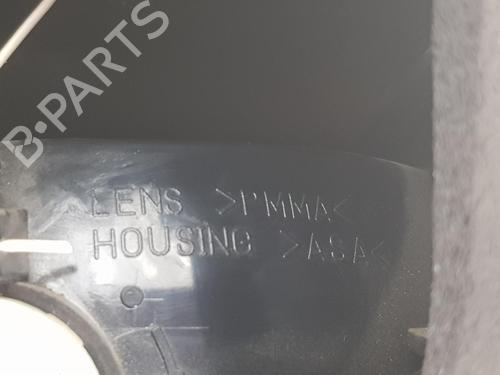 B-PARTS
LENS >PMMA<
HOUSING >ASA<